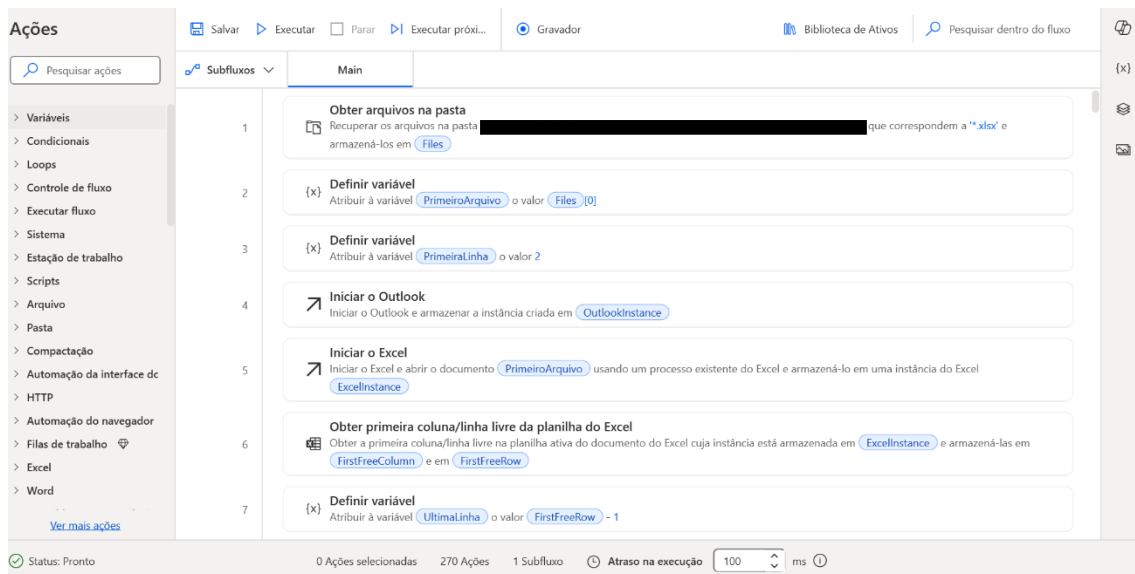 Ações
Salvar Executar Parar Executar próxi... Gravador Biblioteca de Ativos Pesquisar dentro do fluxo
Pesquisar ações
Subfluxos Main
Variáveis
Condicionais
Loops
Controle de fluxo
Executar fluxo
Sistema
Estação de trabalho
Scripts
Arquivo
Pasta
Compactação
Automação da interface dc
HTTP
Automação do navegador
Filas de trabalho
Excel
Word
Ver mais ações
1
Obter arquivos na pasta
Recuperar os arquivos na pasta que correspondem a '*.xlsx' e
armazená-los em Files
2
Definir variável
Atribuir à variável PrimeiroArquivo o valor Files [0]
3
Definir variável
Atribuir à variável PrimeiraLinha o valor 2
4
Iniciar o Outlook
Iniciar o Outlook e armazenar a instância criada em OutlookInstance
5
Iniciar o Excel
Iniciar o Excel e abrir o documento PrimeiroArquivo usando um processo existente do Excel e armazená-lo em uma instância do Excel
ExcelInstance
6
Obter primeira coluna/linha livre da planilha do Excel
Obter a primeira coluna/linha livre na planilha ativa do documento do Excel cuja instância está armazenada em ExcelInstance e armazená-las em
FirstFreeColumn e em FirstFreeRow
7
{x} Definir variável
Atribuir à variável UltimaLinha o valor FirstFreeRow - 1
Status: Pronto 0 Ações selecionadas 270 Ações 1 Subfluxo Atraso na execução 100 ms